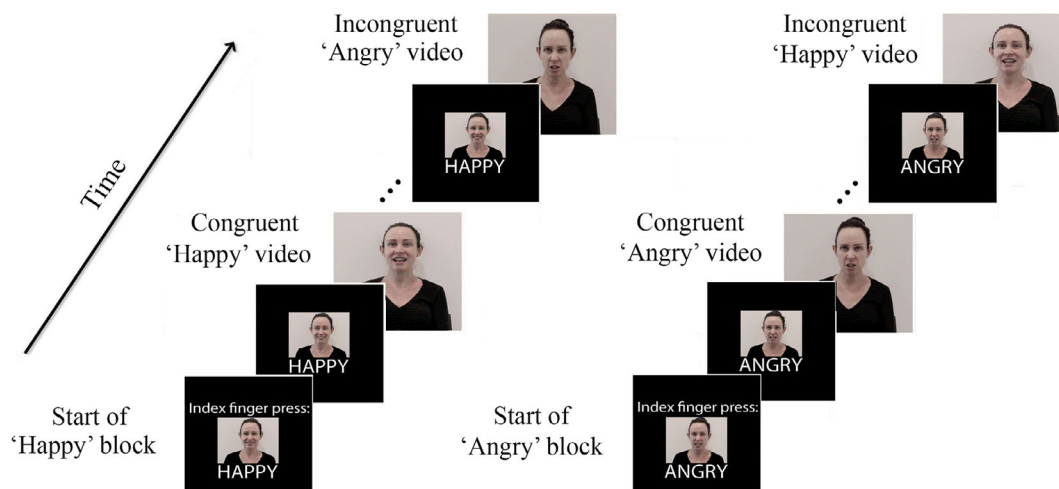 Incongruent
‘Angry’ video
HAPPY
Time
Congruent
‘Happy’ video
HAPPY
Start of
‘Happy’ block
Index finger press:
HAPPY
Incongruent
‘Happy’ video
ANGRY
Congruent
‘Angry’ video
ANGRY
Start of
‘Angry’ block
Index finger press:
ANGRY